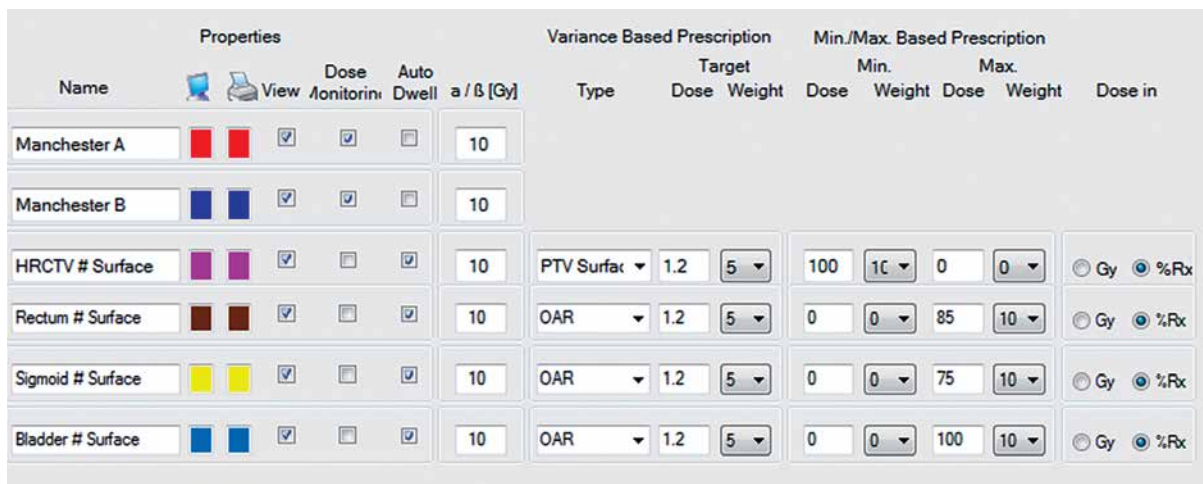 Properties Variance Based Prescription Min./Max. Based Prescription
Dose Auto Target Min. Max.
Name View Monitorin Dwell a / ß [Gy] Type Dose Weight Dose Weight Dose Weight Dose in
Manchester A 10
Manchester B 10
HRCTV # Surface 10 PTV Surfac 1.2 5 100 10 0 0 Gy %Rx
Rectum # Surface 10 OAR 1.2 5 0 0 85 10 Gy %Rx
Sigmoid # Surface 10 OAR 1.2 5 0 0 75 10 Gy %Rx
Bladder # Surface 10 OAR 1.2 5 0 0 100 10 Gy %Rx